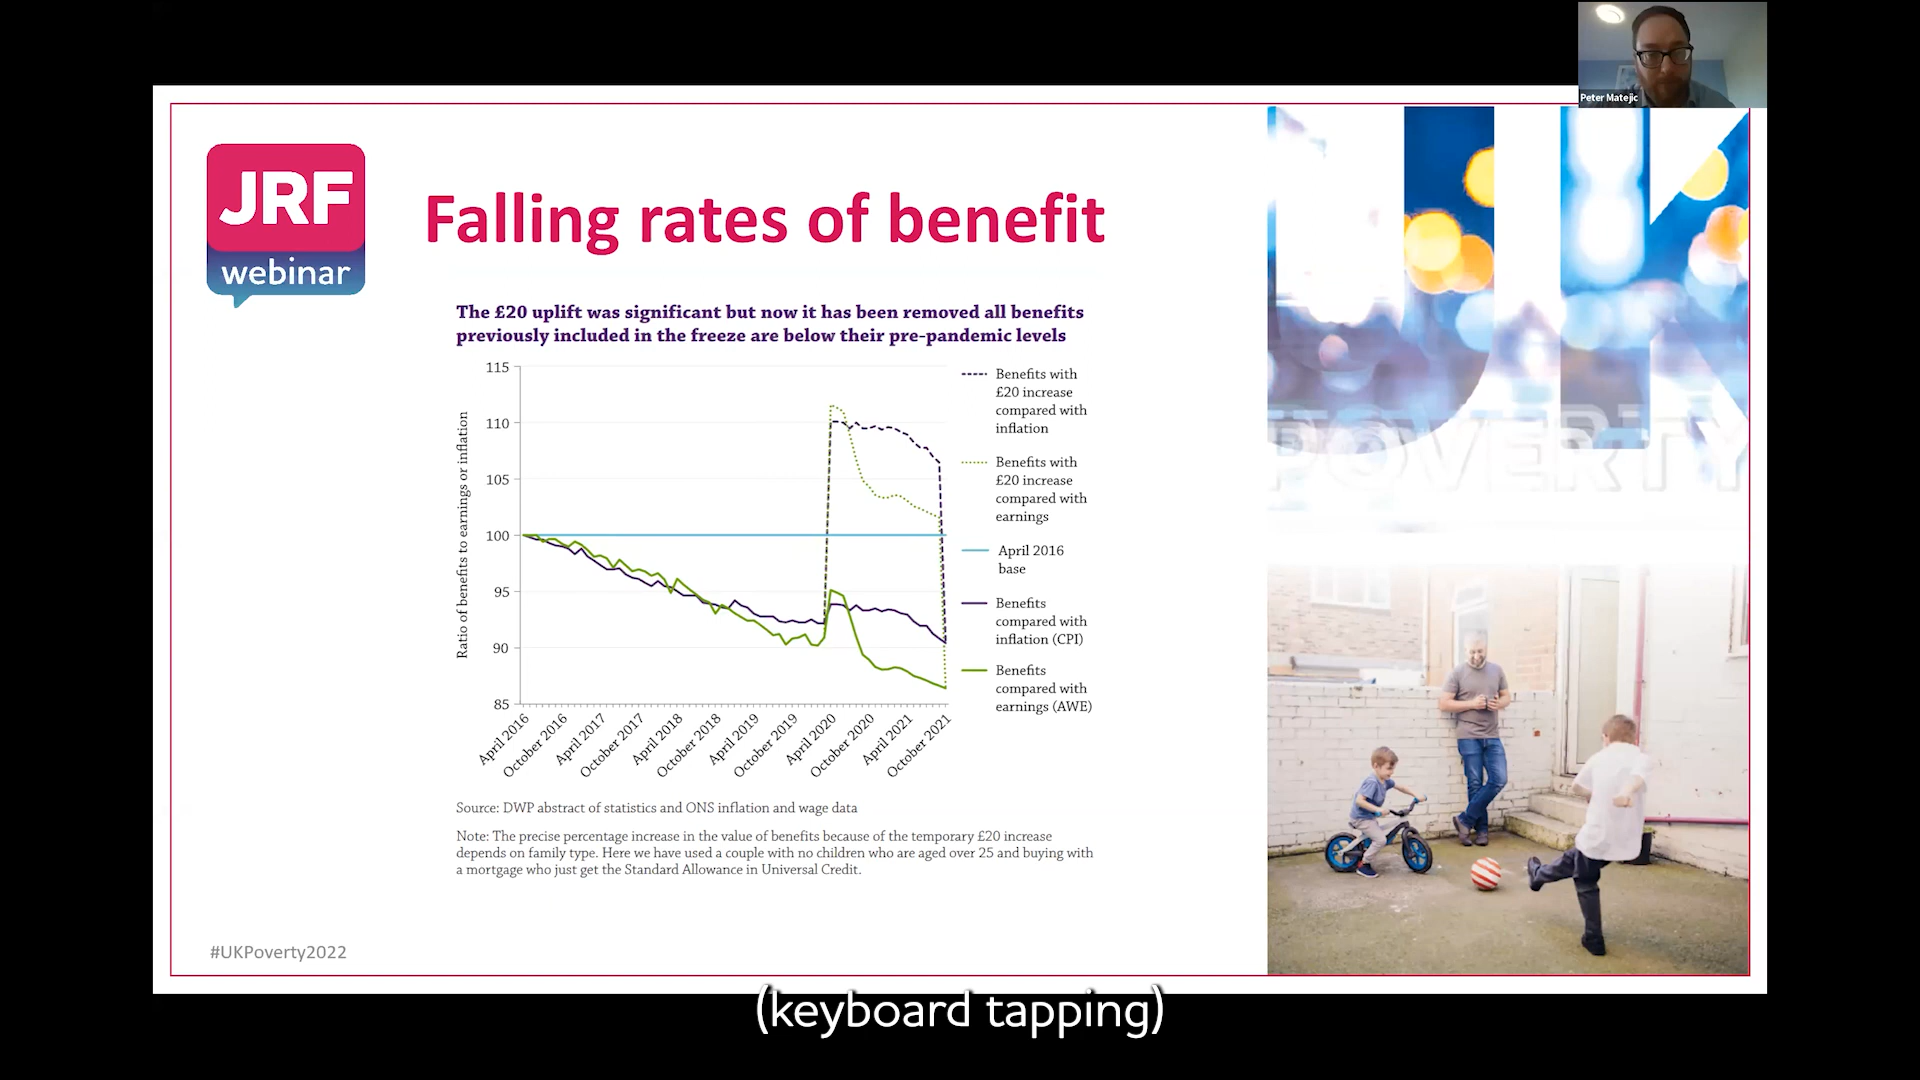 Peter Matejic
JRF
webinar
Falling rates of benefit
UK
POVERTY
The £20 uplift was significant but now it has been removed all benefits
previously included in the freeze are below their pre-pandemic levels
Ratio of benefits to earnings or inflation
115
110
105
100
95
90
85
April 2016
October 2016
April 2017
October 2017
April 2018
October 2018
April 2019
October 2019
April 2020
October 2020
April 2021
October 2021
Benefits with
£20 increase
compared with
inflation
Benefits with
£20 increase
compared with
earnings
April 2016
base
Benefits
compared with
inflation (CPI)
Benefits
compared with
earnings (AWE)
Source: DWP abstract of statistics and ONS inflation and wage data
Note: The precise percentage increase in the value of benefits because of the temporary £20 increase
depends on family type. Here we have used a couple with no children who are aged over 25 and buying with
a mortgage who just get the Standard Allowance in Universal Credit.
#UKPoverty2022
(keyboard tapping)